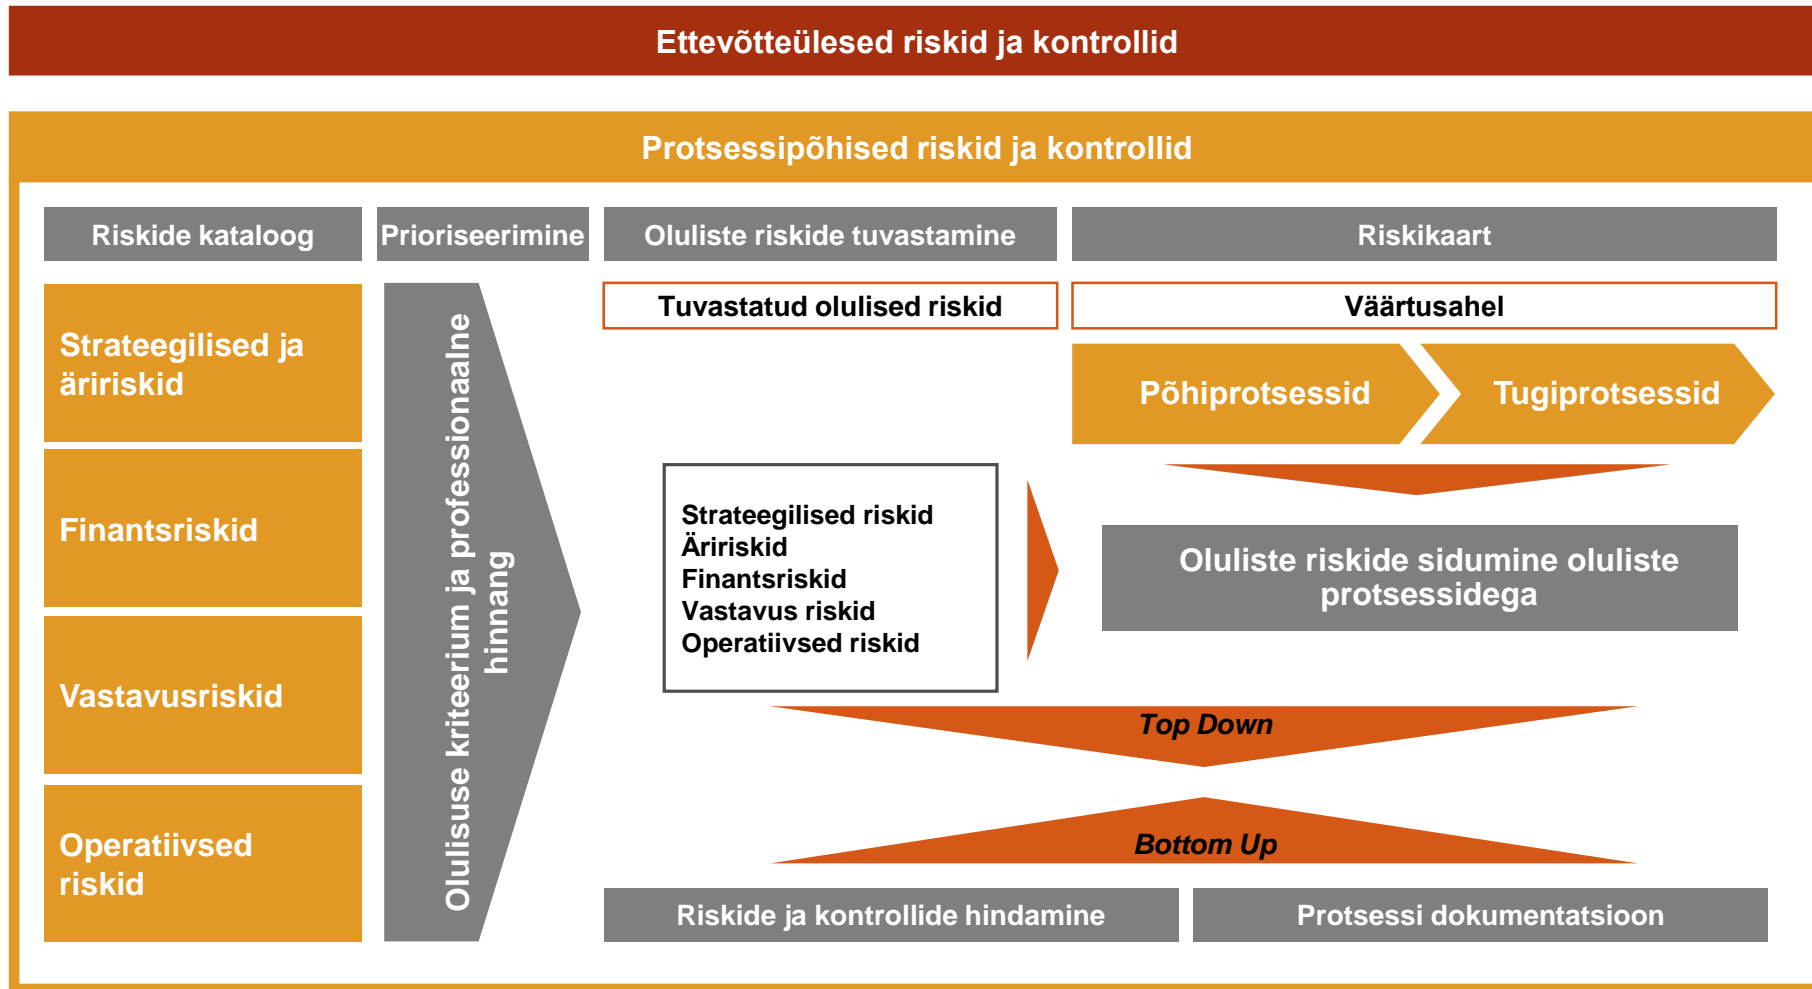 Ettevõtteülesed riskid ja kontrollid
Protsessipõhised riskid ja kontrollid
Riskide kataloog
Prioriseerimine
Oluliste riskide tuvastamine
Riskikaart
Strateegilised ja
äririskid
Finantsriskid
Vastavusriskid
Operatiivsed
riskid
Olulisuse kriteerium ja professionaalne
hinnang
Tuvastatud olulised riskid
Väärtusahel
Põhiprotsessid
Tugiprotsessid
Strateegilised riskid
Äririskid
Finantsriskid
Vastavus riskid
Operatiivsed riskid
Oluliste riskide sidumine oluliste
protsessidega
Top Down
Bottom Up
Riskide ja kontrollide hindamine
Protsessi dokumentatsioon